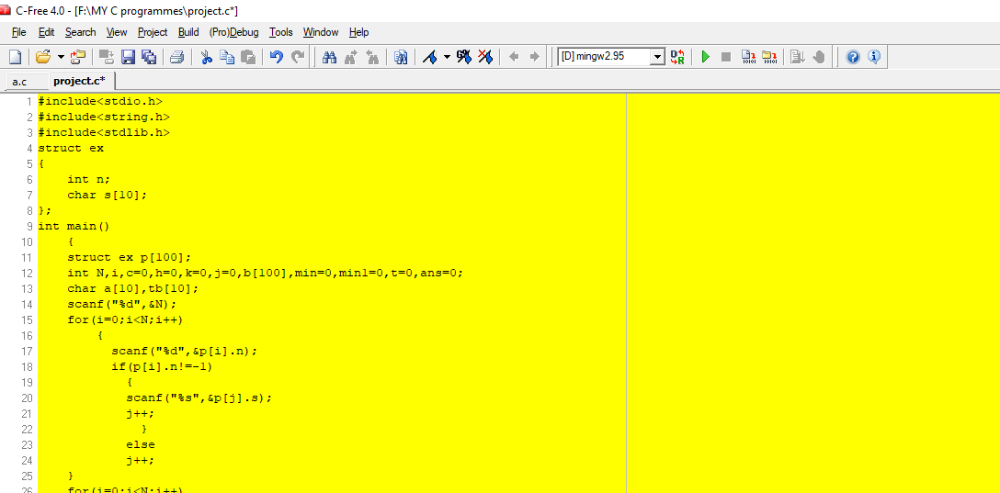 C-Free 4.0 - [F:\MY C programmes\project.c*]
File Edit Search View Project Build (Pro)Debug Tools Window Help
[D] mingw2.95
a.c project.c*
1 #include<stdio.h>
2 #include<string.h>
3 #include<stdlib.h>
4 struct ex
5 {
6 int n;
7 char s[10];
8 };
9 int main()
10 {
11 struct ex p[100];
12 int N,i,c=0,h=0,k=0,j=0,b[100],min=0,min1=0,t=0,ans=0;
13 char a[10],tb[10];
14 scanf("%d",&N);
15 for(i=0;i<N;i++)
16 {
17 scanf("%d",&p[i].n);
18 if(p[i].n!=-1)
19 {
20 scanf("%s",&p[j].s);
21 j++;
22 }
23 else
24 j++;
25 }
26 for(i=0;i<N;i++)